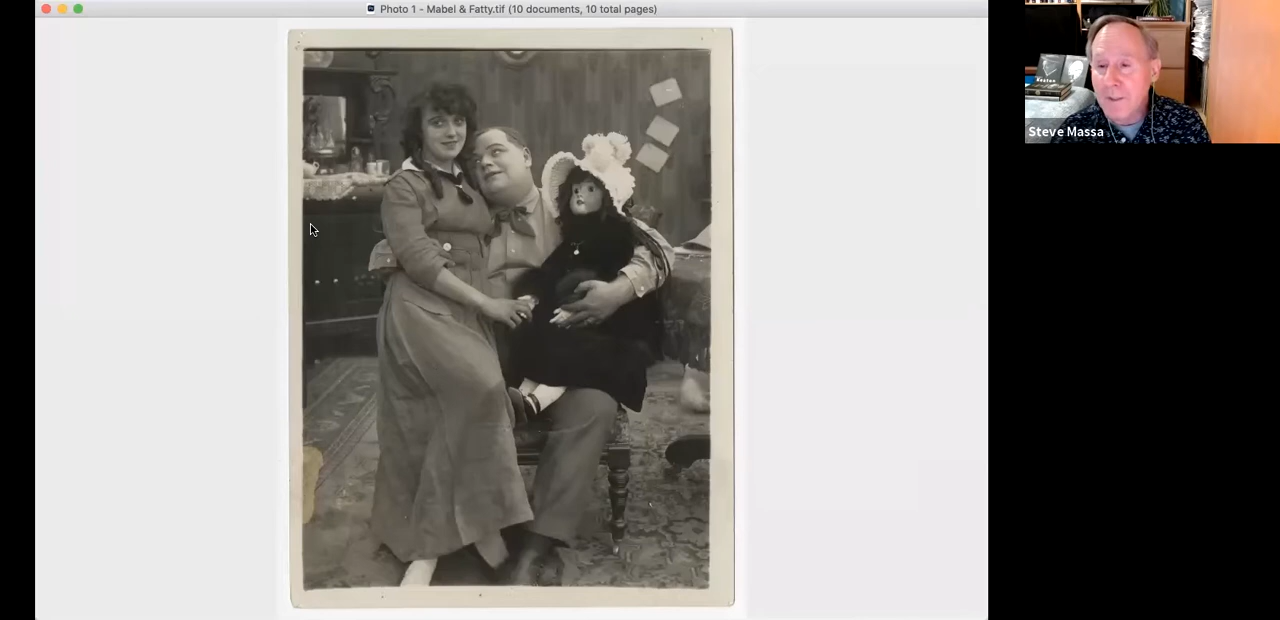 Photo 1 - Mabel & Fatty.tif (10 documents, 10 total pages)
Steve Massa